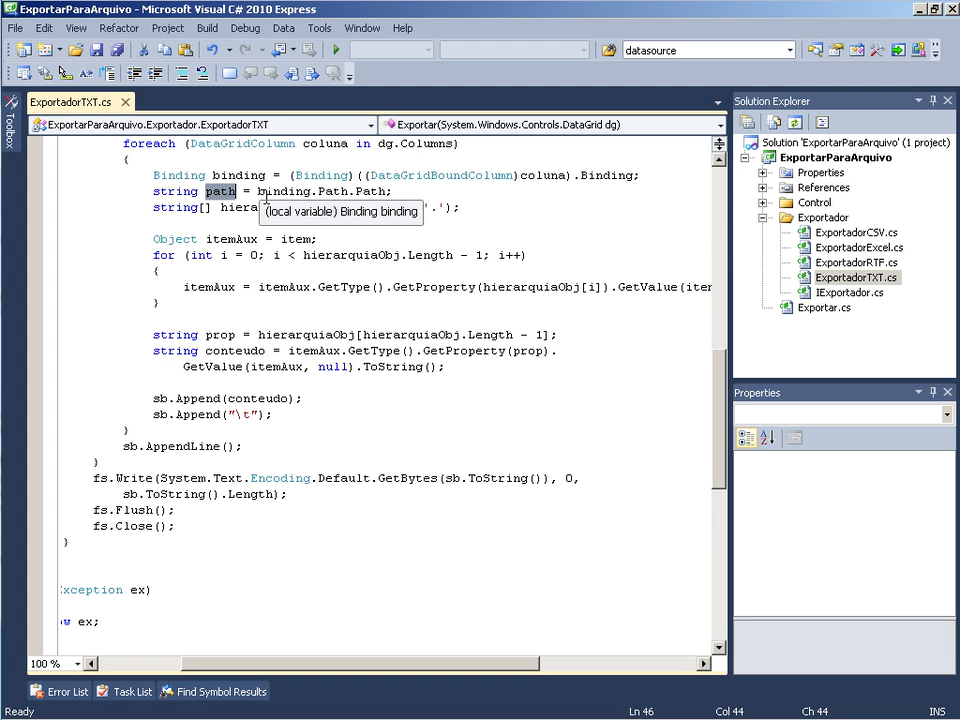 ExportarParaArquivo - Microsoft Visual C# 2010 Express
File Edit View Refactor Project Build Debug Data Tools Window Help
datasource
Toolbox
ExportadorTXT.cs
ExportarParaArquivo.Exportador.ExportadorTXT
Exportar(System.Windows.Controls.DataGrid dg)
foreach (DataGridColumn coluna in dg.Columns)
{
Binding binding = (Binding)((DataGridBoundColumn)coluna).Binding;
string path = binding.Path.Path;
string[] hiera '.');
(local variable) Binding binding
Object itemAux = item;
for (int i = 0; i < hierarquiaObj.Length - 1; i++)
{
itemAux = itemAux.GetType().GetProperty(hierarquiaObj[i]).GetValue(iter
}
string prop = hierarquiaObj[hierarquiaObj.Length - 1];
string conteudo = itemAux.GetType().GetProperty(prop).
GetValue(itemAux, null).ToString();
sb.Append(conteudo);
sb.Append("\t");
}
sb.AppendLine();
}
fs.Write(System.Text.Encoding.Default.GetBytes(sb.ToString()), 0,
sb.ToString().Length);
fs.Flush();
fs.Close();
}
xception ex)
w ex;
100 %
Solution Explorer
Solution 'ExportarParaArquivo' (1 project)
ExportarParaArquivo
Properties
References
Control
Exportador
ExportadorCSV.cs
ExportadorExcel.cs
ExportadorRTF.cs
ExportadorTXT.cs
IExportador.cs
Exportar.cs
Properties
Error List Task List Find Symbol Results
Ready Ln 46 Col 44 Ch 44 INS